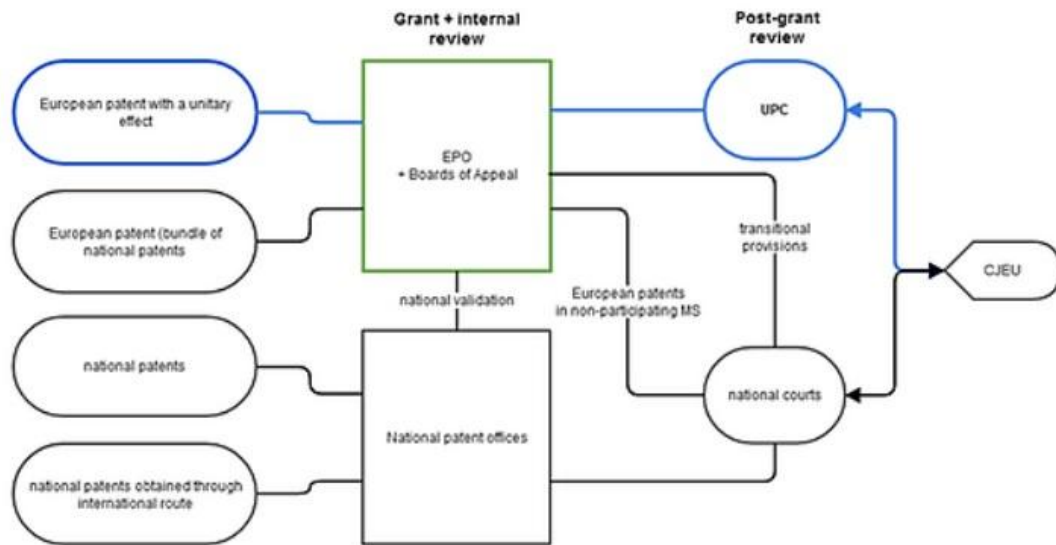 Grant + internal
review
Post-grant
review
European patent with a unitary
effect
EPO
+ Boards of Appeal
UPC
European patent (bundle of
national patents
transitional
provisions
CJEU
national validation
European patents
in non-participating MS
national patents
national courts
National patent offices
national patents obtained through
international route